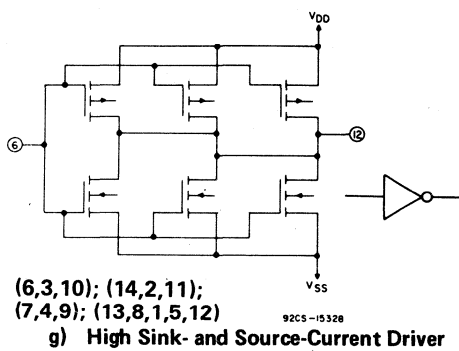 VDD
6
12
VSS
(6,3,10); (14,2,11);
(7,4,9); (13,8,1,5,12)
92CS-15328
g) High Sink- and Source-Current Driver